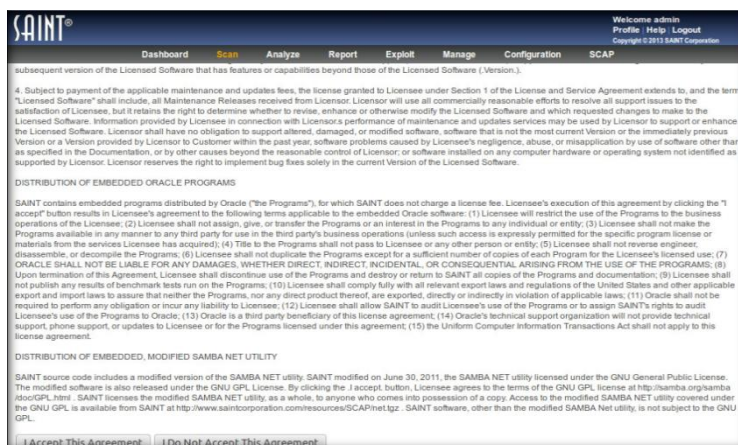 SAINT®
Welcome admin
Profile | Help | Logout
Copyright © 2013 SAINT Corporation
Dashboard Scan Analyze Report Exploit Manage Configuration SCAP
subsequent version of the Licensed Software that has features or capabilities beyond those of the Licensed Software (.Version.).
4. Subject to payment of the applicable maintenance and updates fees, the license granted to Licensee under Section 1 of the License and Service Agreement extends to, and the term
"Licensed Software" shall include, all Maintenance Releases received from Licensor. Licensor will use all commercially reasonable efforts to resolve all support issues to the
satisfaction of Licensee, but it retains the right to determine whether to revise, enhance or otherwise modify the Licensed Software and which requested changes to make to the
Licensed Software. Information provided by Licensee in connection with Licensor.s performance of maintenance and updates services may be used by Licensor to support or enhance
the Licensed Software. Licensor shall have no obligation to support altered, damaged, or modified software, software that is not the most current Version or the immediately previous
Version or a Version provided by Licensor to Customer within the past year, software problems caused by Licensee's negligence, abuse, or misapplication by use of software other than
as specified in the Documentation, or by other causes beyond the reasonable control of Licensor; or software installed on any computer hardware or operating system not identified as
supported by Licensor. Licensor reserves the right to implement bug fixes solely in the current Version of the Licensed Software.
DISTRIBUTION OF EMBEDDED ORACLE PROGRAMS
SAINT contains embedded programs distributed by Oracle ("the Programs"), for which SAINT does not charge a license fee. Licensee's execution of this agreement by clicking the "I
accept" button results in Licensee's agreement to the following terms applicable to the embedded Oracle software: (1) Licensee will restrict the use of the Programs to the business
operations of the Licensee; (2) Licensee shall not assign, give, or transfer the Programs or an interest in the Programs to any individual or entity; (3) Licensee shall not make the
Programs available in any manner to any third party for use in the third party's business operations (unless such access is expressly permitted for the specific program license or
materials from the services Licensee has acquired); (4) Title to the Programs shall not pass to Licensee or any other person or entity; (5) Licensee shall not reverse engineer,
disassemble, or decompile the Programs; (6) Licensee shall not duplicate the Programs except for a sufficient number of copies of each Program for the Licensee's licensed use; (7)
ORACLE SHALL NOT BE LIABLE FOR ANY DAMAGES, WHETHER DIRECT, INDIRECT, INCIDENTAL, OR CONSEQUENTIAL ARISING FROM THE USE OF THE PROGRAMS; (8)
Upon termination of this Agreement, Licensee shall discontinue use of the Programs and destroy or return to SAINT all copies of the Programs and documentation; (9) Licensee shall
not publish any results of benchmark tests run on the Programs; (10) Licensee shall comply fully with all relevant export laws and regulations of the United States and other applicable
export and import laws to assure that neither the Programs, nor any direct product thereof, are exported, directly or indirectly in violation of applicable laws; (11) Oracle shall not be
required to perform any obligation or incur any liability to Licensee; (12) Licensee shall allow SAINT to audit Licensee's use of the Programs or to assign SAINT's rights to audit
Licensee's use of the Programs to Oracle; (13) Oracle is a third party beneficiary of this license agreement; (14) Oracle's technical support organization will not provide technical
support, phone support, or updates to Licensee or for the Programs licensed under this agreement; (15) the Uniform Computer Information Transactions Act shall not apply to this
license agreement.
DISTRIBUTION OF EMBEDDED, MODIFIED SAMBA NET UTILITY
SAINT source code includes a modified version of the SAMBA NET utility. SAINT modified on June 30, 2011, the SAMBA NET utility licensed under the GNU General Public License.
The modified software is also released under the GNU GPL License. By clicking the .I accept. button, Licensee agrees to the terms of the GNU GPL license at http://samba.org/samba
/doc/GPL.html . SAINT licenses the modified SAMBA NET utility, as a whole, to anyone who comes into possession of a copy. Access to the modified SAMBA NET utility covered under
the GNU GPL is available from SAINT at http://www.saintcorporation.com/resources/SCAP/net.tgz . SAINT software, other than the modified SAMBA Net utility, is not subject to the GNU
GPL.
I Accept This Agreement I Do Not Accept This Agreement